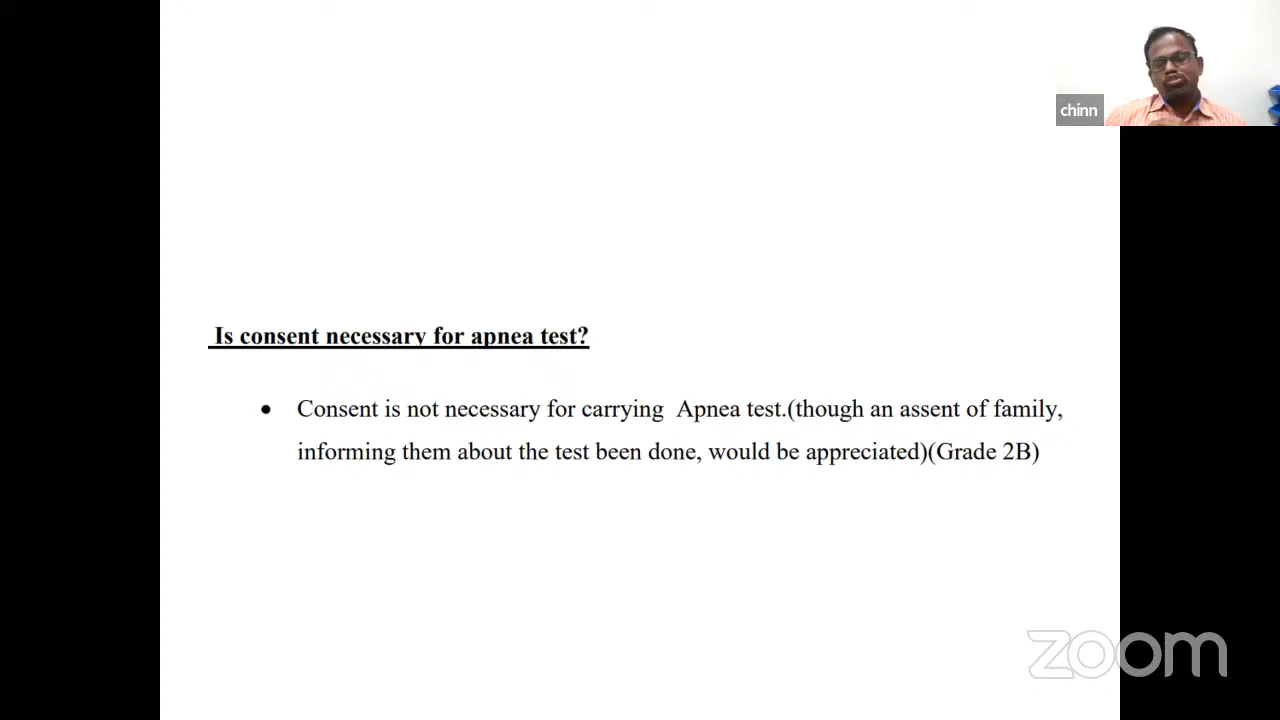 chinn
Is consent necessary for apnea test?
• Consent is not necessary for carrying Apnea test.(though an assent of family,
informing them about the test been done, would be appreciated)(Grade 2B)
zoom